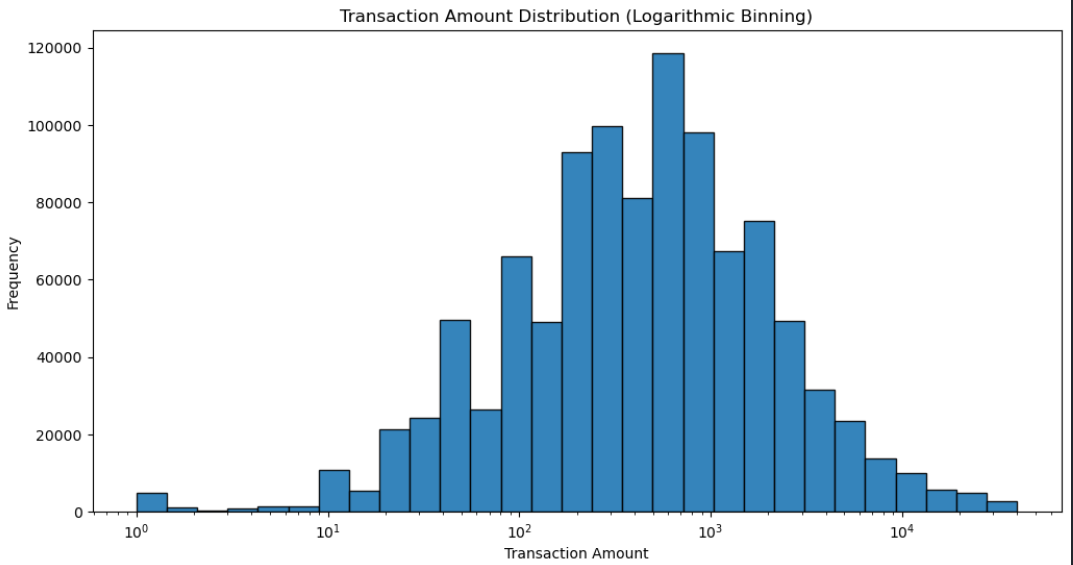 Transaction Amount Distribution (Logarithmic Binning)
120000
100000
80000
60000
40000
20000
0
Frequency
10⁰ 10¹ 10² 10³ 10⁴
Transaction Amount